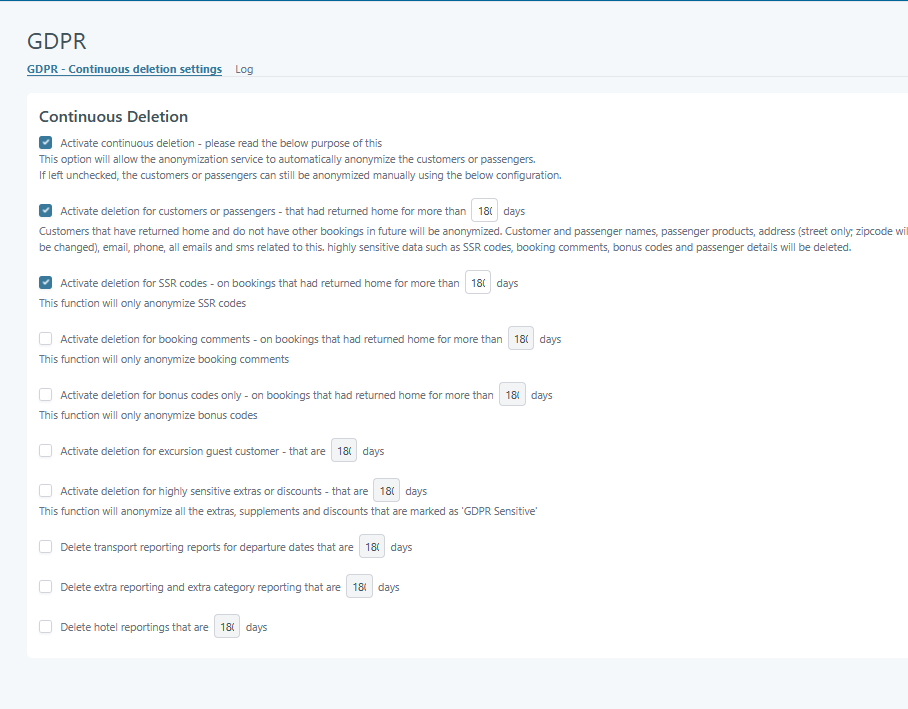 GDPR
GDPR - Continuous deletion settings Log
Continuous Deletion
Activate continuous deletion - please read the below purpose of this
This option will allow the anonymization service to automatically anonymize the customers or passengers.
If left unchecked, the customers or passengers can still be anonymized manually using the below configuration.
Activate deletion for customers or passengers - that had returned home for more than 180 days
Customers that have returned home and do not have other bookings in future will be anonymized. Customer and passenger names, passenger products, address (street only; zipcode wil
be changed), email, phone, all emails and sms related to this. highly sensitive data such as SSR codes, booking comments, bonus codes and passenger details will be deleted.
Activate deletion for SSR codes - on bookings that had returned home for more than 180 days
This function will only anonymize SSR codes
Activate deletion for booking comments - on bookings that had returned home for more than 180 days
This function will only anonymize booking comments
Activate deletion for bonus codes only - on bookings that had returned home for more than 180 days
This function will only anonymize bonus codes
Activate deletion for excursion guest customer - that are 180 days
Activate deletion for highly sensitive extras or discounts - that are 180 days
This function will anonymize all the extras, supplements and discounts that are marked as 'GDPR Sensitive'
Delete transport reporting reports for departure dates that are 180 days
Delete extra reporting and extra category reporting that are 180 days
Delete hotel reportings that are 180 days